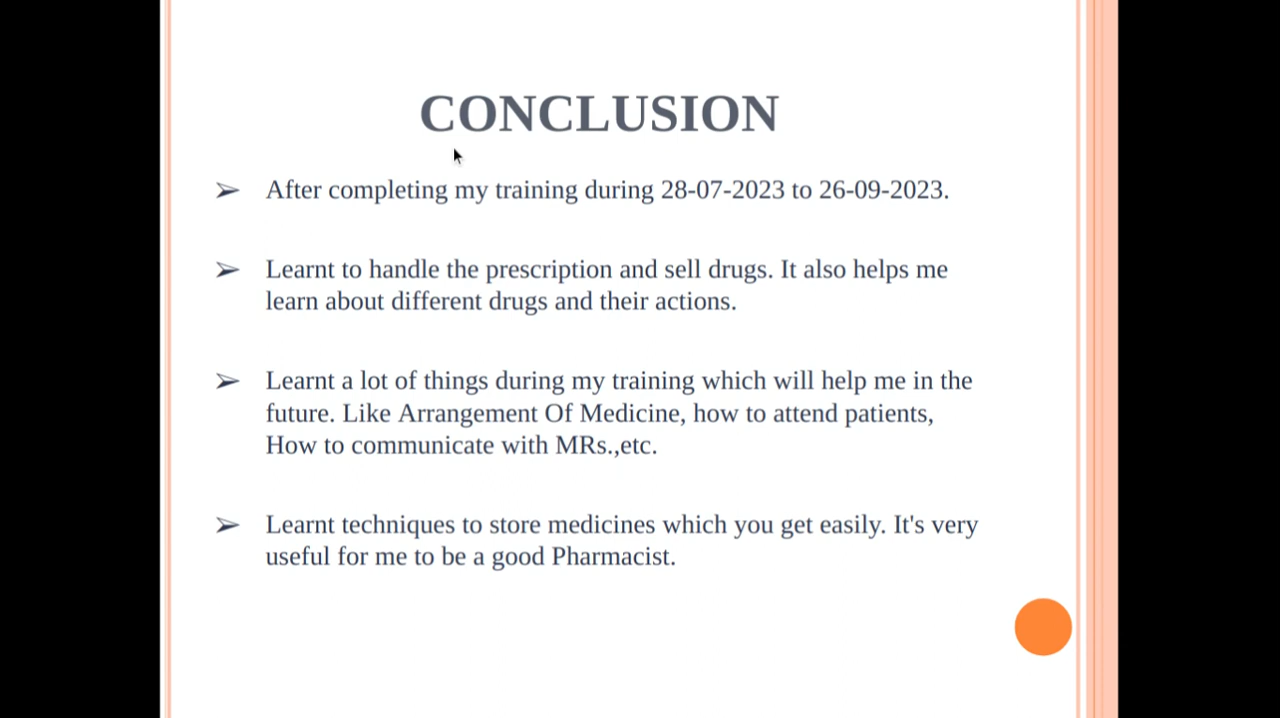 CONCLUSION
➢ After completing my training during 28-07-2023 to 26-09-2023.
➢ Learnt to handle the prescription and sell drugs. It also helps me
learn about different drugs and their actions.
➢ Learnt a lot of things during my training which will help me in the
future. Like Arrangement Of Medicine, how to attend patients,
How to communicate with MRs.,etc.
➢ Learnt techniques to store medicines which you get easily. It's very
useful for me to be a good Pharmacist.